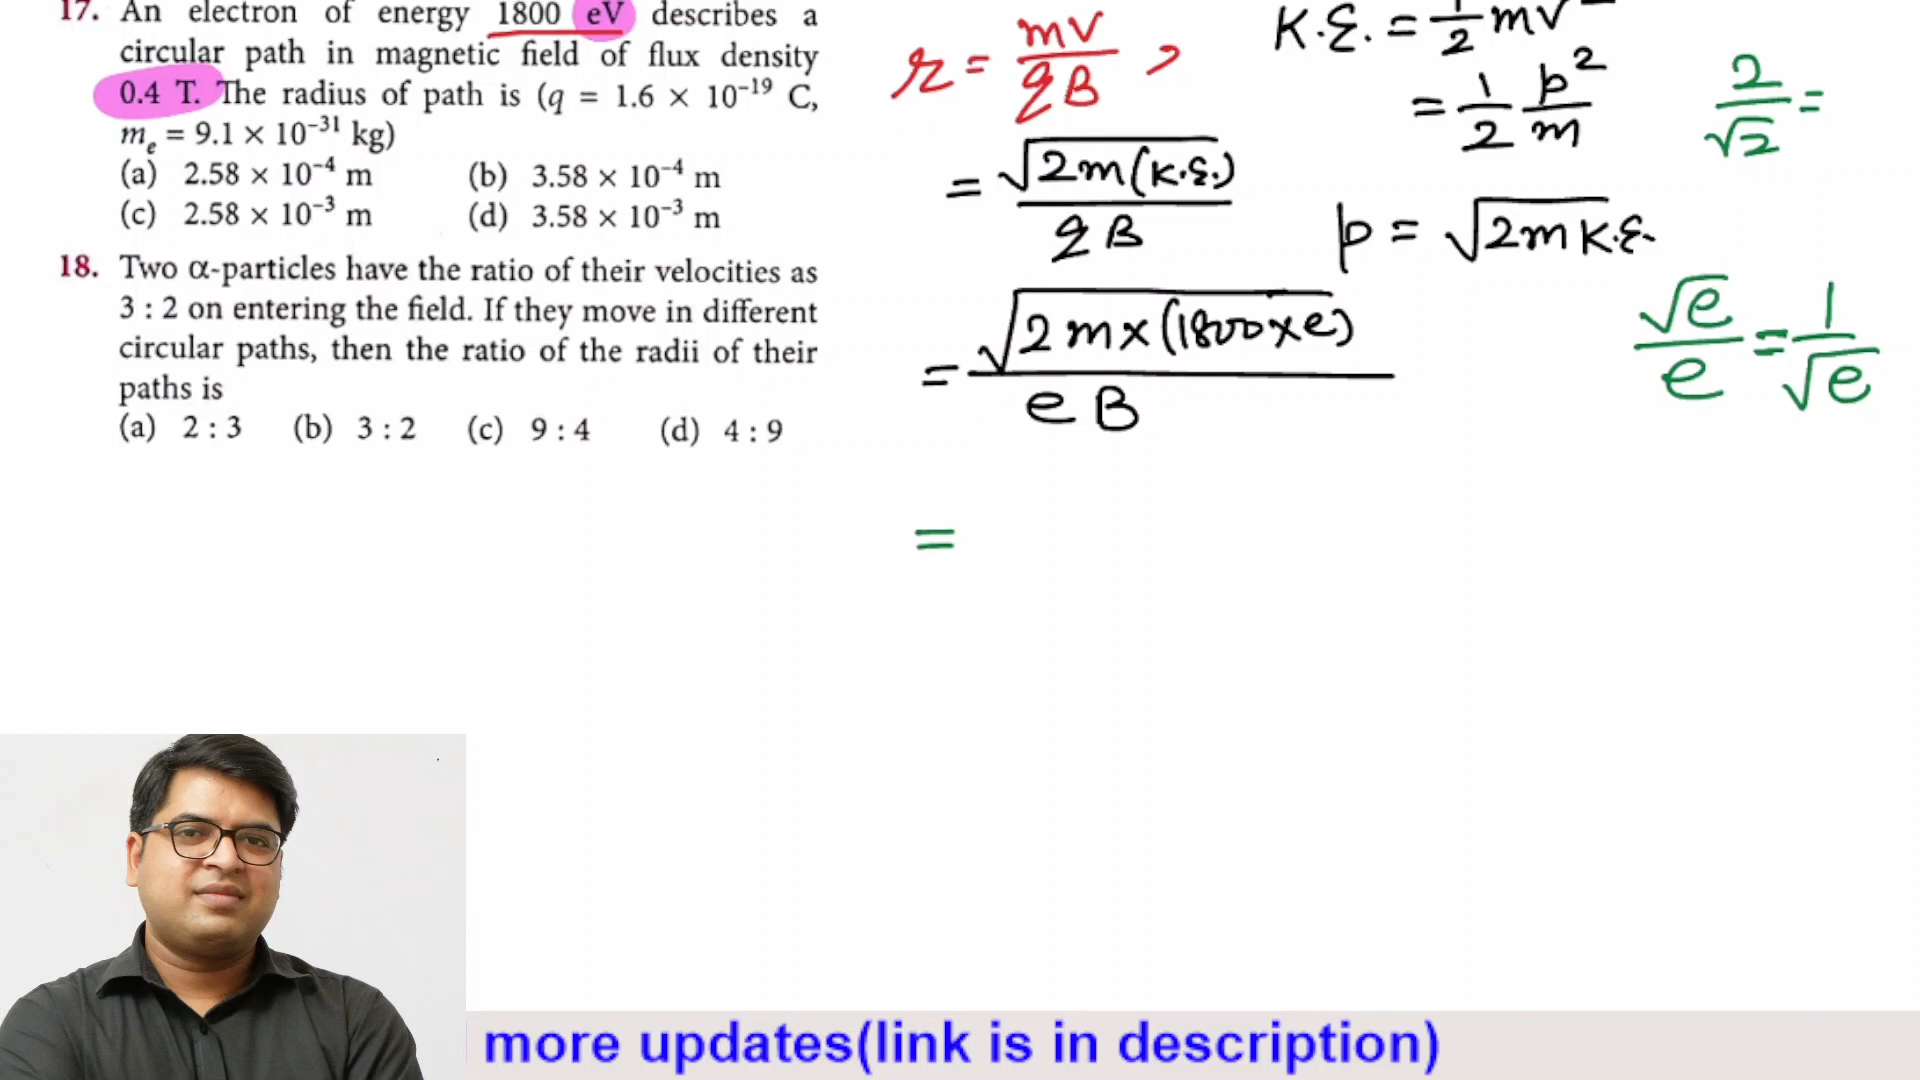 17. An electron of energy 1800 eV describes a
circular path in magnetic field of flux density
0.4 T. The radius of path is (q = 1.6 × 10⁻¹⁹ C,
mₑ = 9.1 × 10⁻³¹ kg)
(a) 2.58 × 10⁻⁴ m (b) 3.58 × 10⁻⁴ m
(c) 2.58 × 10⁻³ m (d) 3.58 × 10⁻³ m
18. Two α-particles have the ratio of their velocities as
3 : 2 on entering the field. If they move in different
circular paths, then the ratio of the radii of their
paths is
(a) 2 : 3 (b) 3 : 2 (c) 9 : 4 (d) 4 : 9
r = mv/qB ,
= √(2m(K.E.))/qB
= √(2m×(1800×e))/eB
=
K.E. = 1/2 mv²
= 1/2 p²/m
p = √(2mK.E.)
2/√2 =
√e/e = 1/√e
more updates(link is in description)